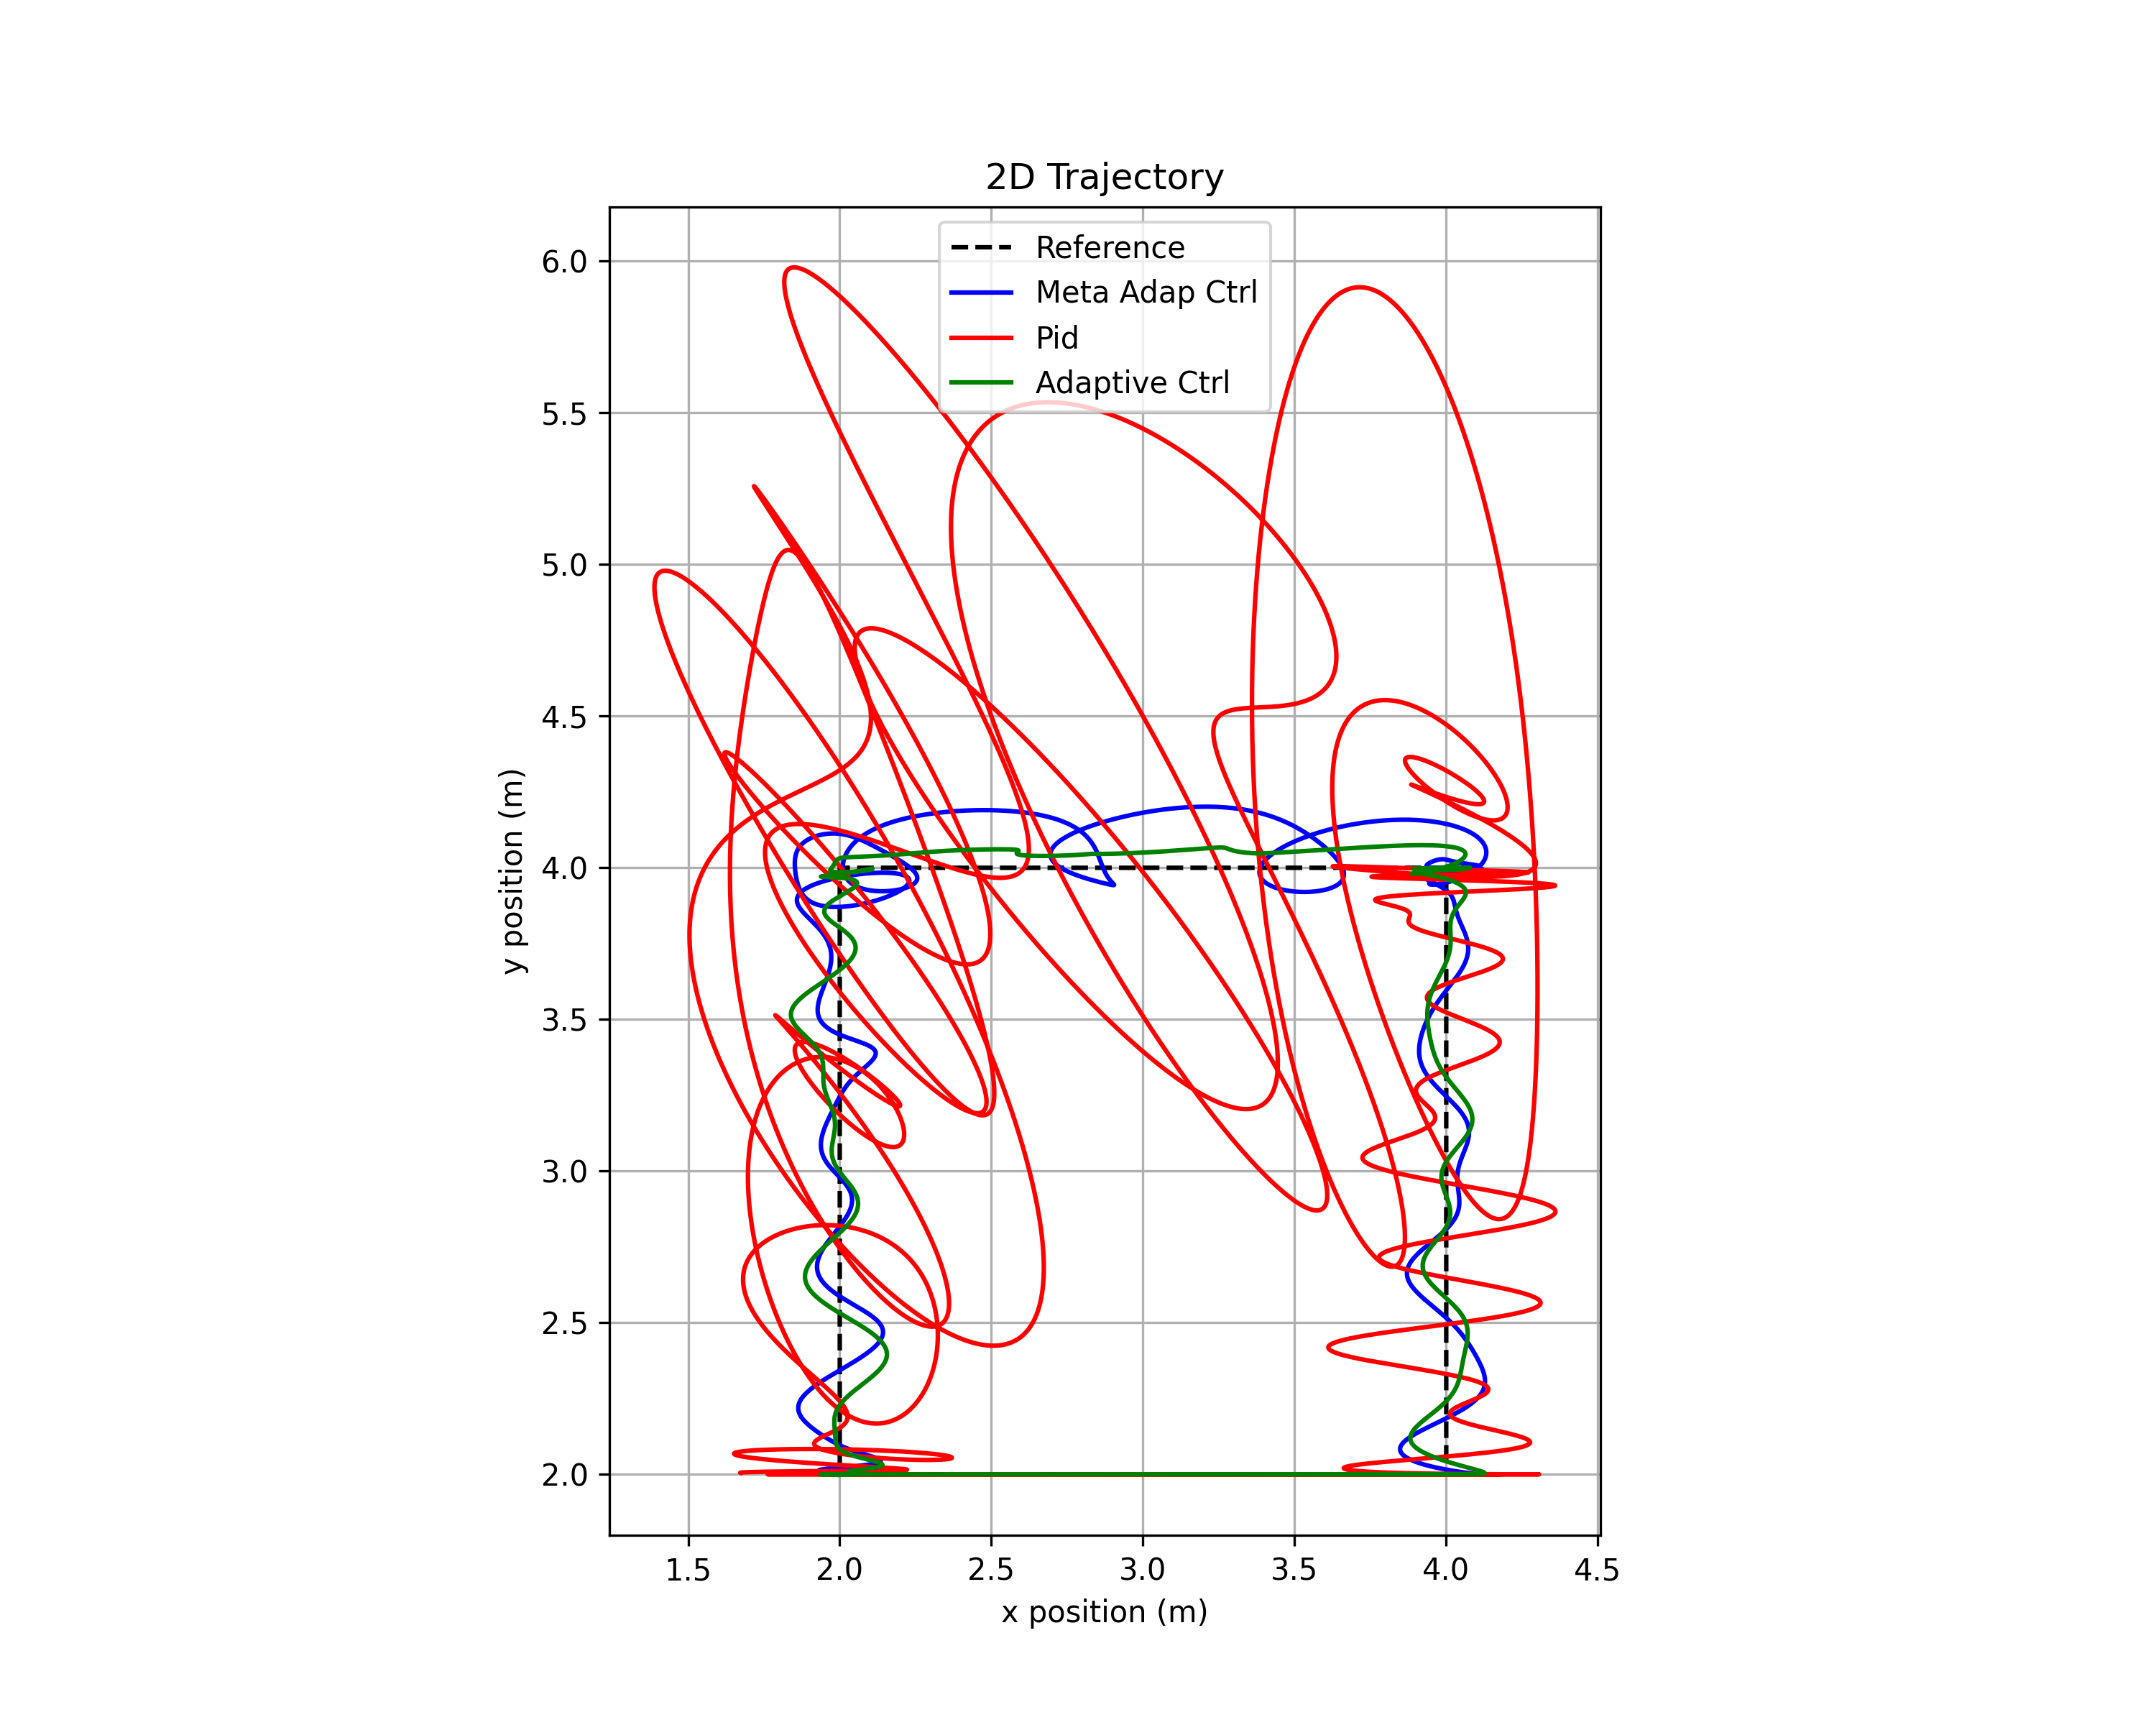 2D Trajectory
Reference
Meta Adap Ctrl
Pid
Adaptive Ctrl
6.0
5.5
5.0
4.5
4.0
3.5
3.0
2.5
2.0
y position (m)
1.5 2.0 2.5 3.0 3.5 4.0 4.5
x position (m)